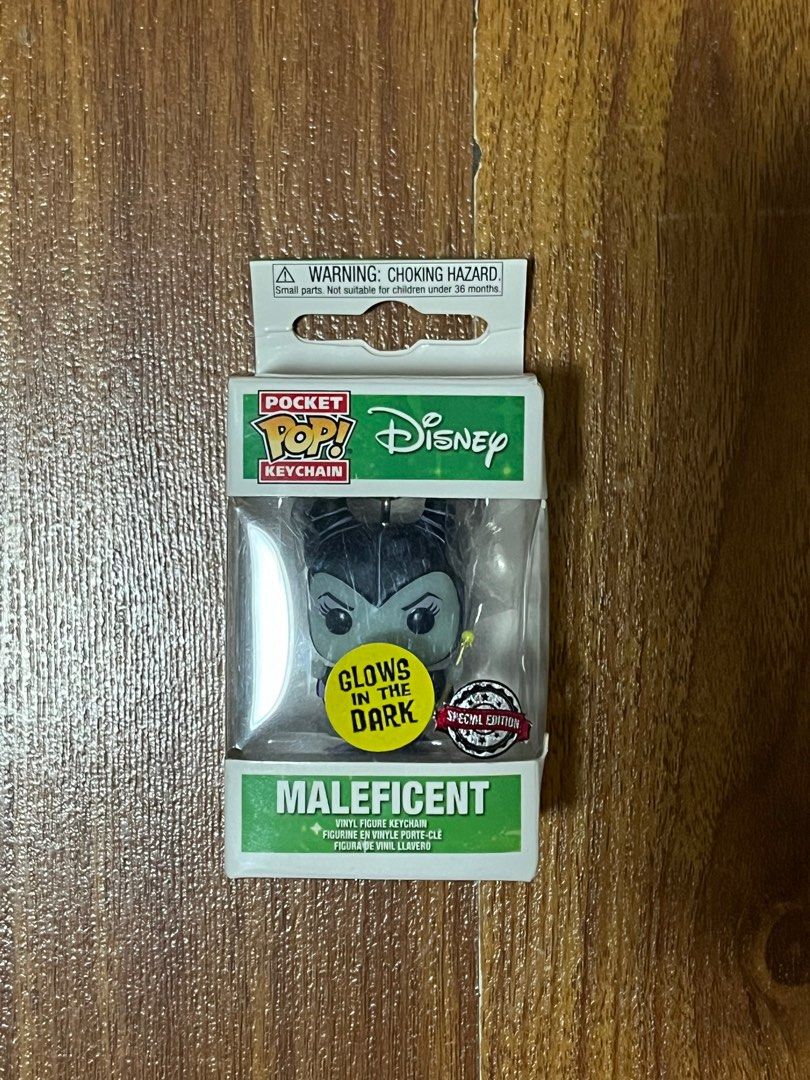 WARNING: CHOKING HAZARD.
Small parts. Not suitable for children under 36 months.
POCKET
POP!
KEYCHAIN
Disney
GLOWS
IN THE
DARK
SPECIAL EDITION
MALEFICENT
VINYL FIGURE KEYCHAIN
FIGURINE EN VINYLE PORTE-CLÉ
FIGURA DE VINIL LLAVERO